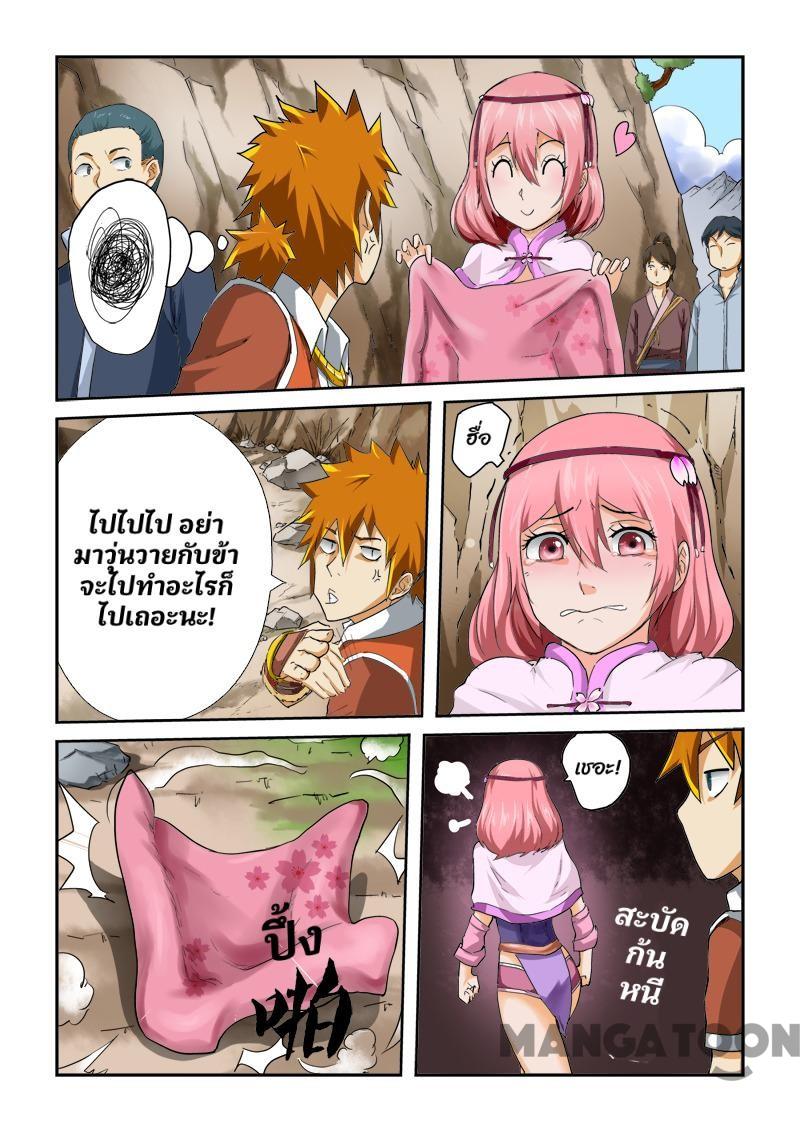 ไปไปไป อย่า
มาวุ่นวายกับข้า
จะไปทำอะไรก็
ไปเถอะนะ!
ฮื่อ
ปึ้ง
啪
เชอะ!
สะบัด
ก้น
หนี
MANGATOON